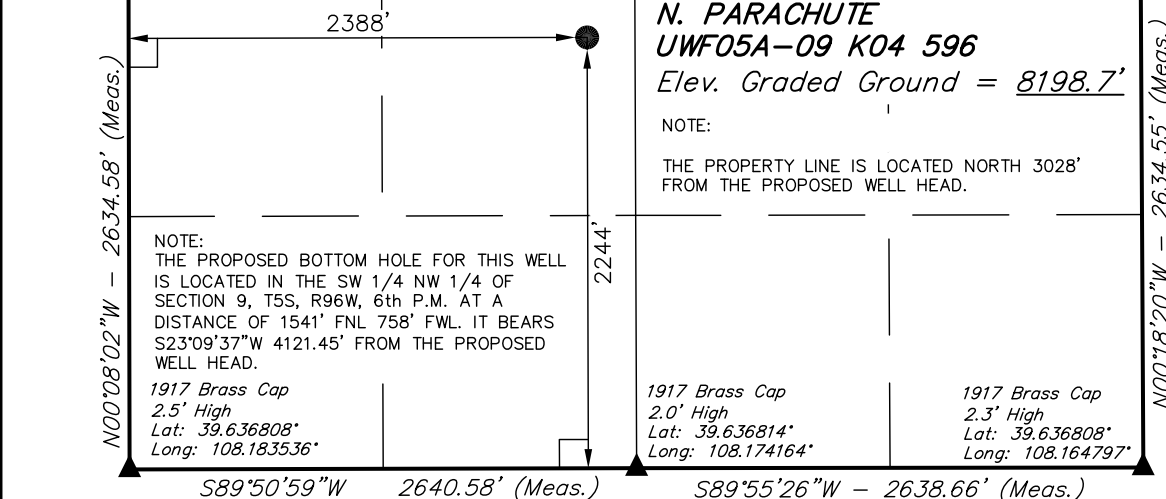 2388'
N. PARACHUTE
UWF05A-09 K04 596
Elev. Graded Ground = 8198.7'
NOTE:
THE PROPERTY LINE IS LOCATED NORTH 3028'
FROM THE PROPOSED WELL HEAD.
N00°08'02"W - 2634.58' (Meas.)
N00°18'20"W - 2634.55' (Meas.)
2244'
NOTE:
THE PROPOSED BOTTOM HOLE FOR THIS WELL
IS LOCATED IN THE SW 1/4 NW 1/4 OF
SECTION 9, T5S, R96W, 6th P.M. AT A
DISTANCE OF 1541' FNL 758' FWL. IT BEARS
S23°09'37"W 4121.45' FROM THE PROPOSED
WELL HEAD.
1917 Brass Cap
2.5' High
Lat: 39.636808°
Long: 108.183536°
1917 Brass Cap
2.0' High
Lat: 39.636814°
Long: 108.174164°
1917 Brass Cap
2.3' High
Lat: 39.636808°
Long: 108.164797°
S89°50'59"W 2640.58' (Meas.)
S89°55'26"W - 2638.66' (Meas.)